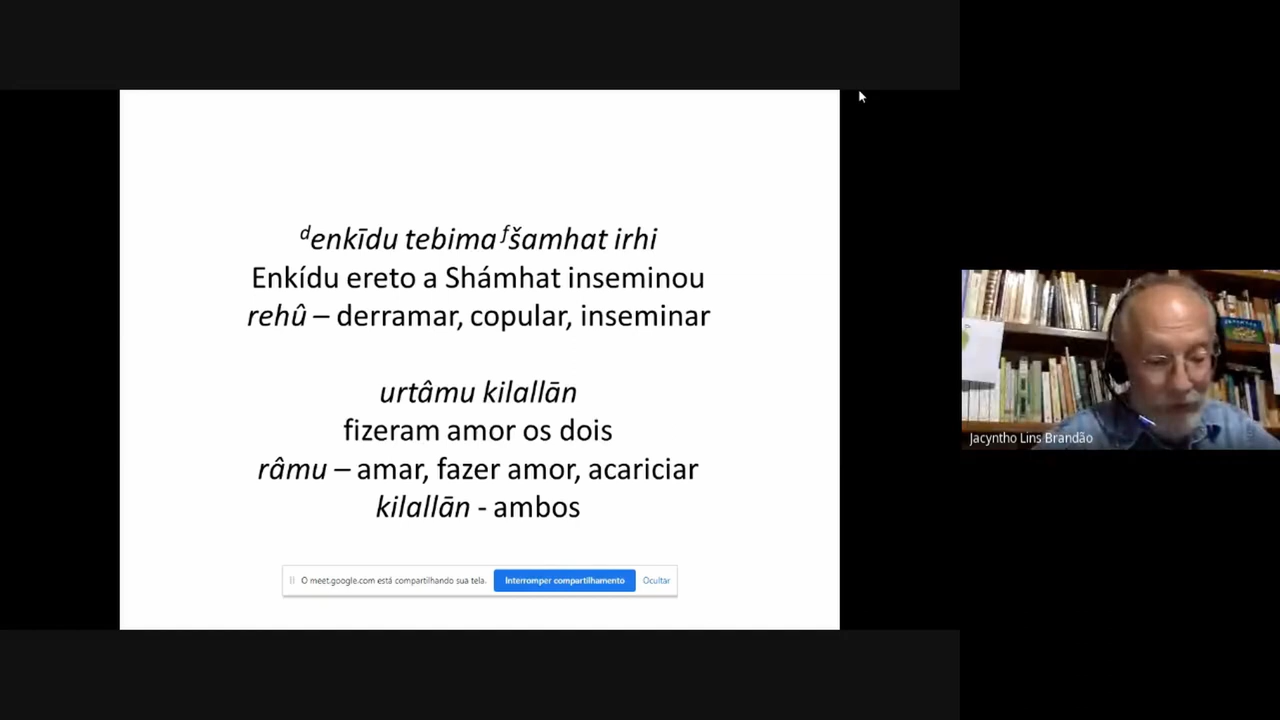 ᵈenkīdu tebima ᶠšamhat irhi
Enkídu ereto a Shámhat inseminou
rehû – derramar, copular, inseminar
urtâmu kilallān
fizeram amor os dois
râmu – amar, fazer amor, acariciar
kilallān - ambos
O meet.google.com está compartilhando sua tela. Interromper compartilhamento Ocultar
Jacyntho Lins Brandão